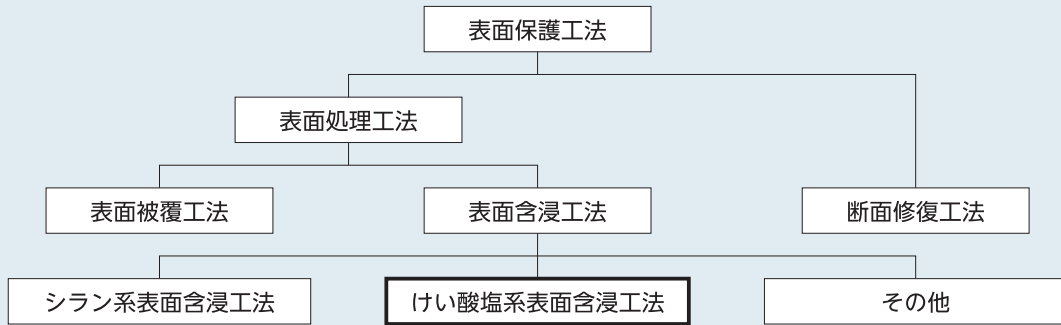 表面保護工法
表面処理工法
表面被覆工法
表面含浸工法
断面修復工法
シラン系表面含浸工法
けい酸塩系表面含浸工法
その他